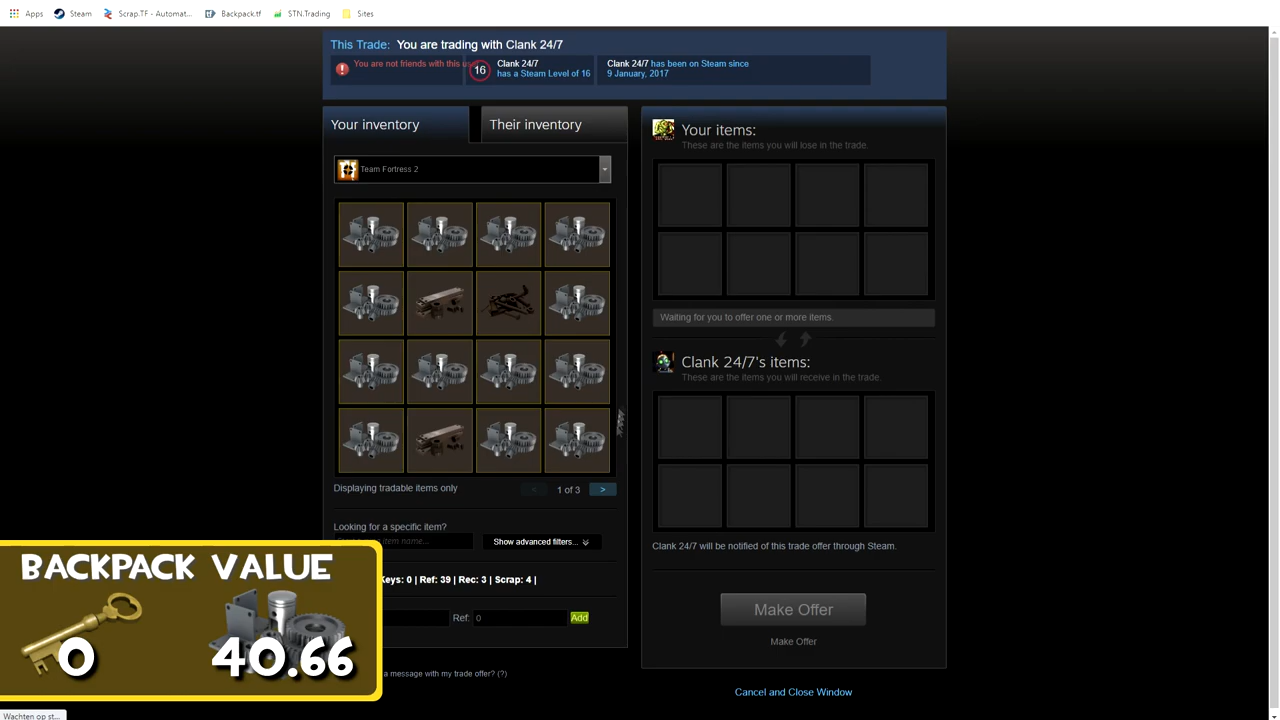 Apps Steam Scrap.TF - Automat... Backpack.tf STN.Trading Sites
This Trade: You are trading with Clank 24/7
You are not friends with this us
16
Clank 24/7
has a Steam Level of 16
Clank 24/7 has been on Steam since
9 January, 2017
Your inventory
Their inventory
Team Fortress 2
Your items:
These are the items you will lose in the trade.
Waiting for you to offer one or more items.
Clank 24/7's items:
These are the items you will receive in the trade.
Displaying tradable items only
< 1 of 3 >
Looking for a specific item?
item name...
Show advanced filters...
Keys: 0 | Ref: 39 | Rec: 3 | Scrap: 4 |
Ref: 0 Add
a message with my trade offer? (?)
Clank 24/7 will be notified of this trade offer through Steam.
Make Offer
Make Offer
Cancel and Close Window
BACKPACK VALUE
0 40.66
Wachten op st...